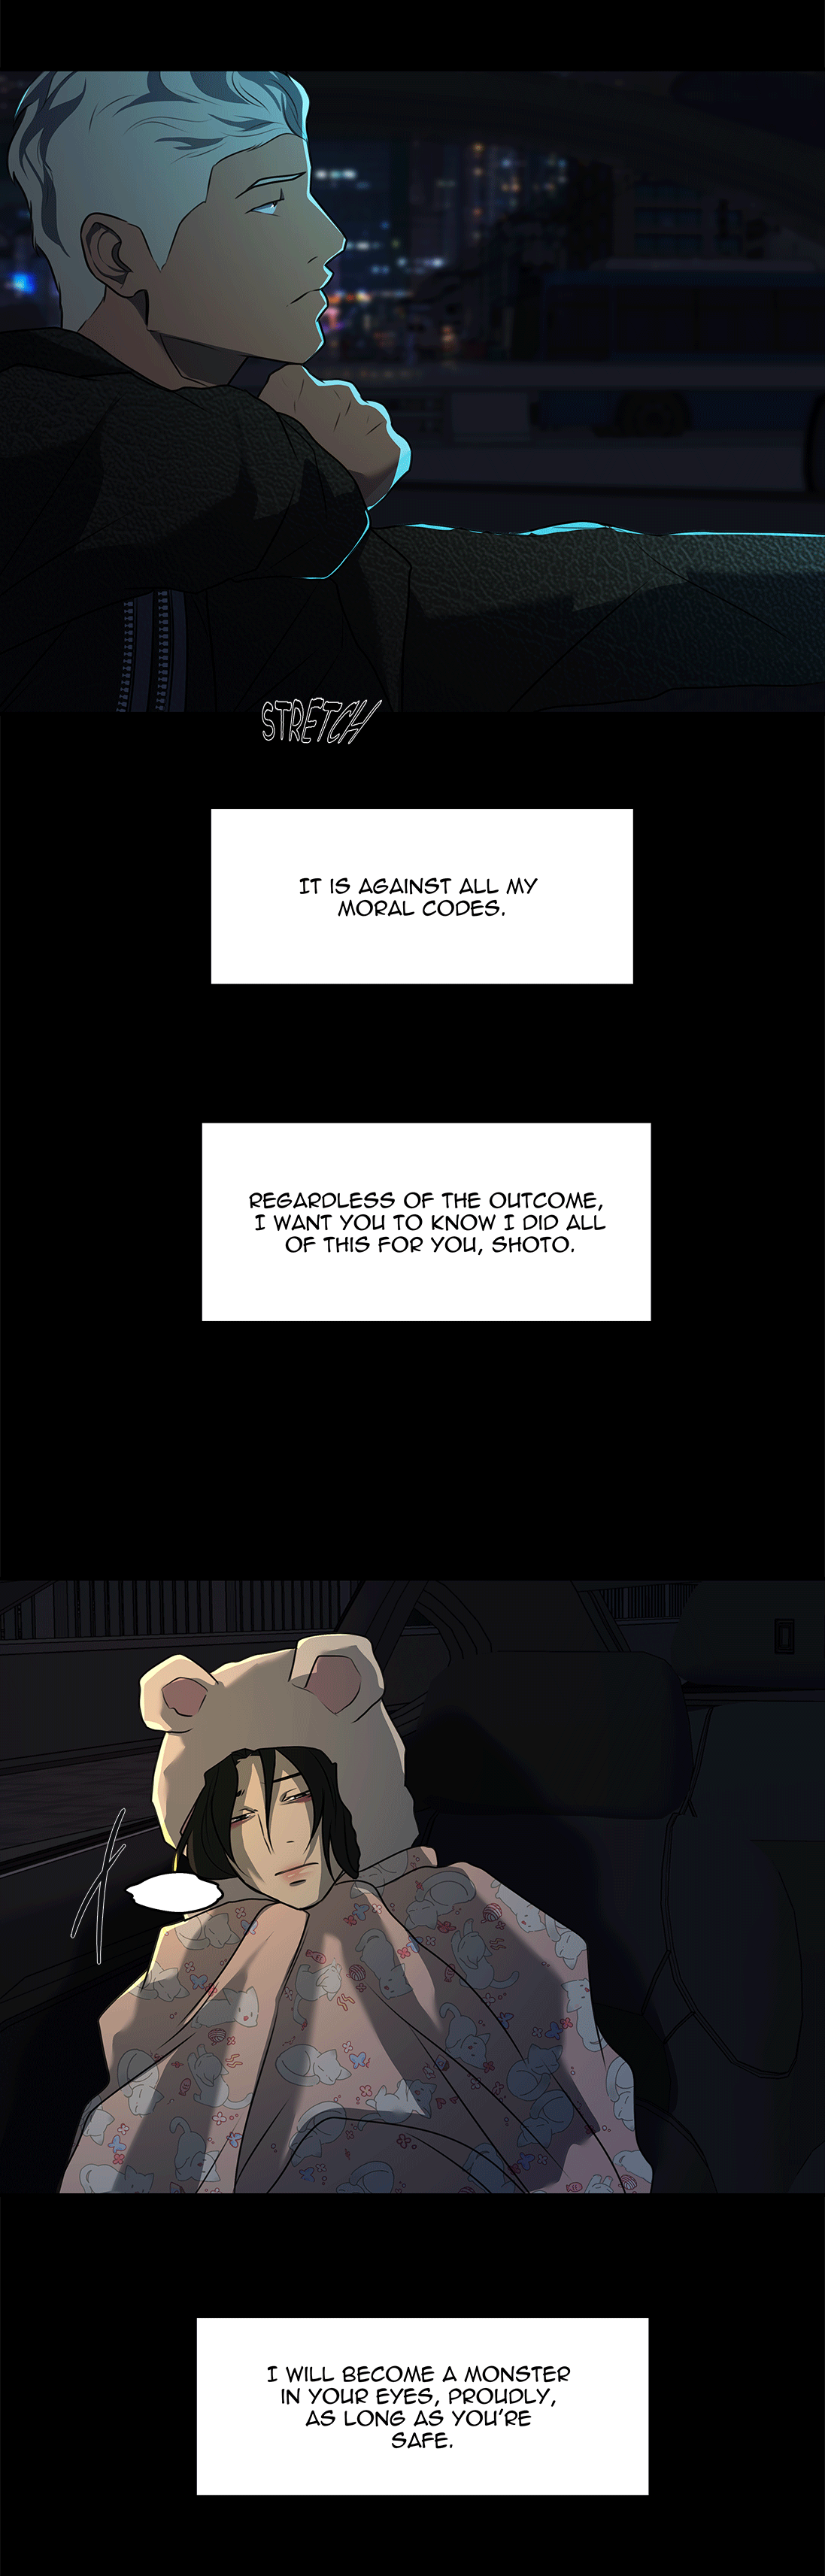 STRETCH
IT IS AGAINST ALL MY
MORAL CODES.
REGARDLESS OF THE OUTCOME,
I WANT YOU TO KNOW I DID ALL
OF THIS FOR YOU, SHOTO.
I WILL BECOME A MONSTER
IN YOUR EYES, PROUDLY,
AS LONG AS YOU'RE
SAFE.